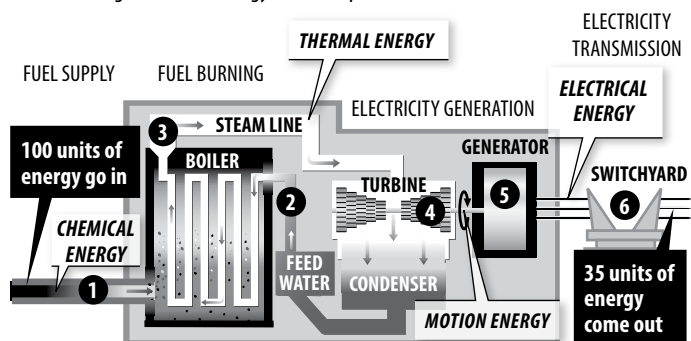 ELECTRICITY
TRANSMISSION
FUEL SUPPLY
FUEL BURNING
THERMAL ENERGY
ELECTRICITY GENERATION
ELECTRICAL
ENERGY
3
STEAM LINE
GENERATOR
100 units of
energy go in
BOILER
SWITCHYARD
TURBINE
2
4
5
6
CHEMICAL
ENERGY
1
FEED
WATER
CONDENSER
MOTION ENERGY
35 units of
energy
come out